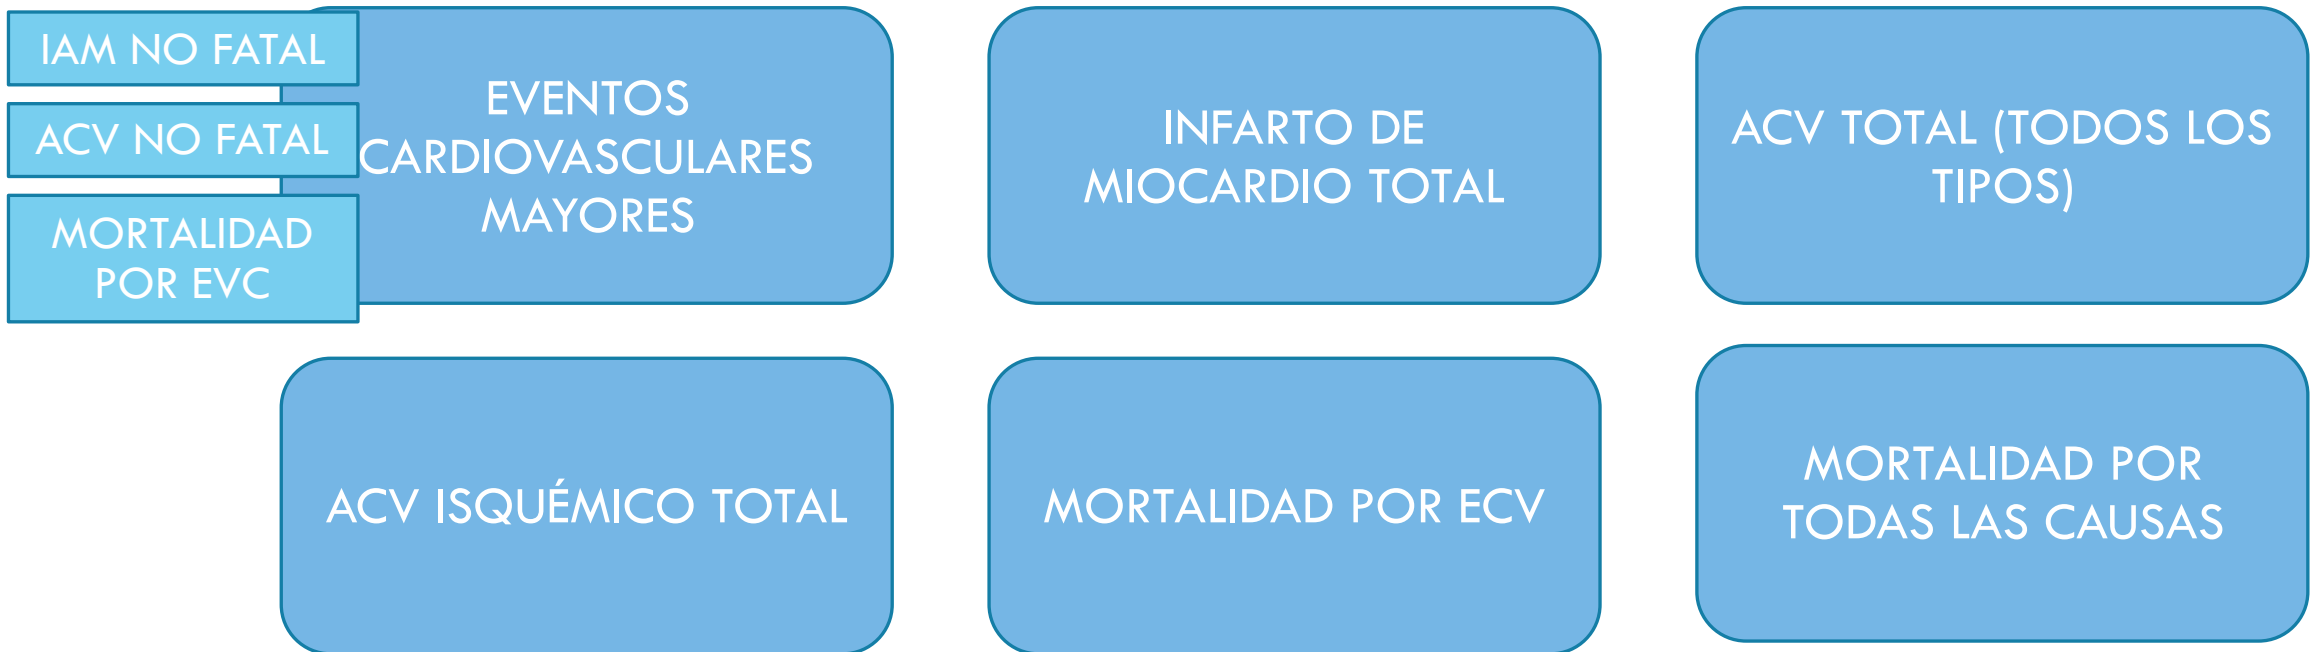 IAM NO FATAL
ACV NO FATAL
MORTALIDAD
POR EVC
EVENTOS
CARDIOVASCULARES
MAYORES
INFARTO DE
MIOCARDIO TOTAL
ACV TOTAL (TODOS LOS
TIPOS)
ACV ISQUÉMICO TOTAL
MORTALIDAD POR ECV
MORTALIDAD POR
TODAS LAS CAUSAS